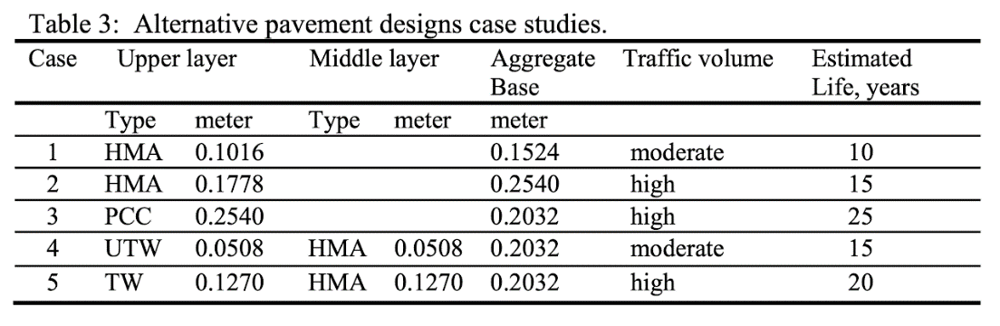 Table 3:  Alternative pavement designs case studies.
Case Upper layer Middle layer Aggregate Base Traffic volume Estimated Life, years
Type meter Type meter meter
1 HMA 0.1016 0.1524 moderate 10
2 HMA 0.1778 0.2540 high 15
3 PCC 0.2540 0.2032 high 25
4 UTW 0.0508 HMA 0.0508 0.2032 moderate 15
5 TW 0.1270 HMA 0.1270 0.2032 high 20